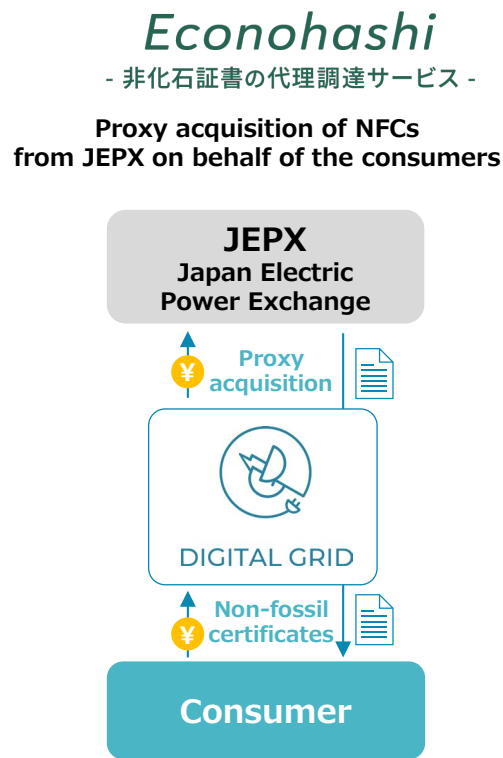 Econohashi
- 非化石証書の代理調達サービス -
Proxy acquisition of NFCs
from JEPX on behalf of the consumers
JEPX
Japan Electric
Power Exchange
¥
Proxy
acquisition
DIGITAL GRID
¥
Non-fossil
certificates
Consumer